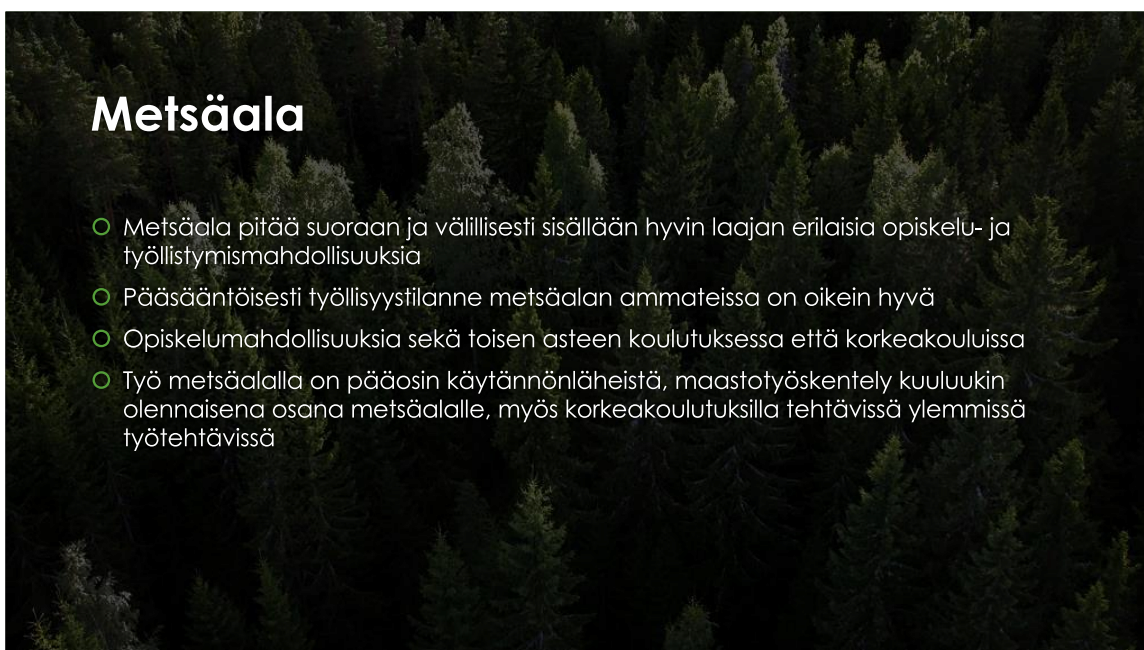 Metsäala
Metsäala pitää suoraan ja välillisesti sisällään hyvin laajan erilaisia opiskelu- ja
työllistymismahdollisuuksia
Pääsääntöisesti työllisyystilanne metsäalan ammateissa on oikein hyvä
Opiskelumahdollisuuksia sekä toisen asteen koulutuksessa että korkeakouluissa
Työ metsäalalla on pääosin käytännönläheistä, maastotyöskentely kuuluukin
olennaisena osana metsäalalle, myös korkeakoulutuksilla tehtävissä ylemmissä
työtehtävissä